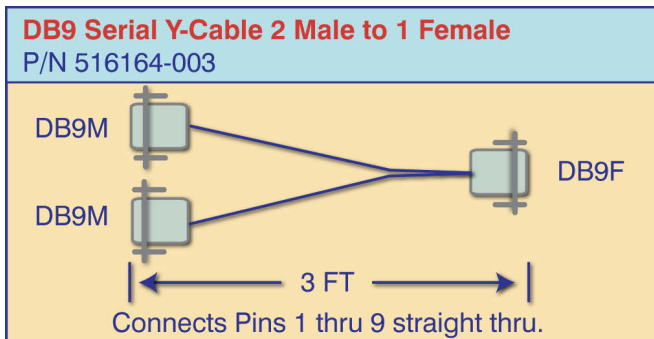 DB9 Serial Y-Cable 2 Male to 1 Female
P/N 516164-003
DB9M
DB9F
DB9M
3 FT
Connects Pins 1 thru 9 straight thru.